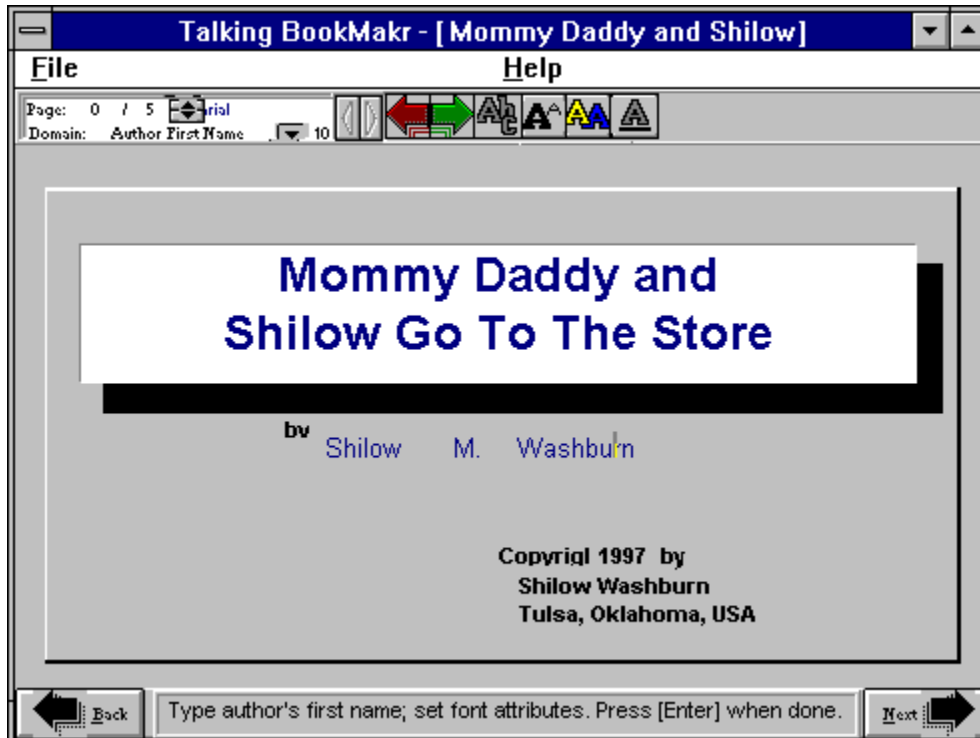 Talking BookMakr - [Mommy Daddy and Shilow]
File Help
Page: 0 / 5 rial
Domain: Author First Name 10
Mommy Daddy and
Shilow Go To The Store
by
Shilow M. Washburn
Copyrigl 1997 by
Shilow Washburn
Tulsa, Oklahoma, USA
Back Type author's first name; set font attributes. Press [Enter] when done. Next